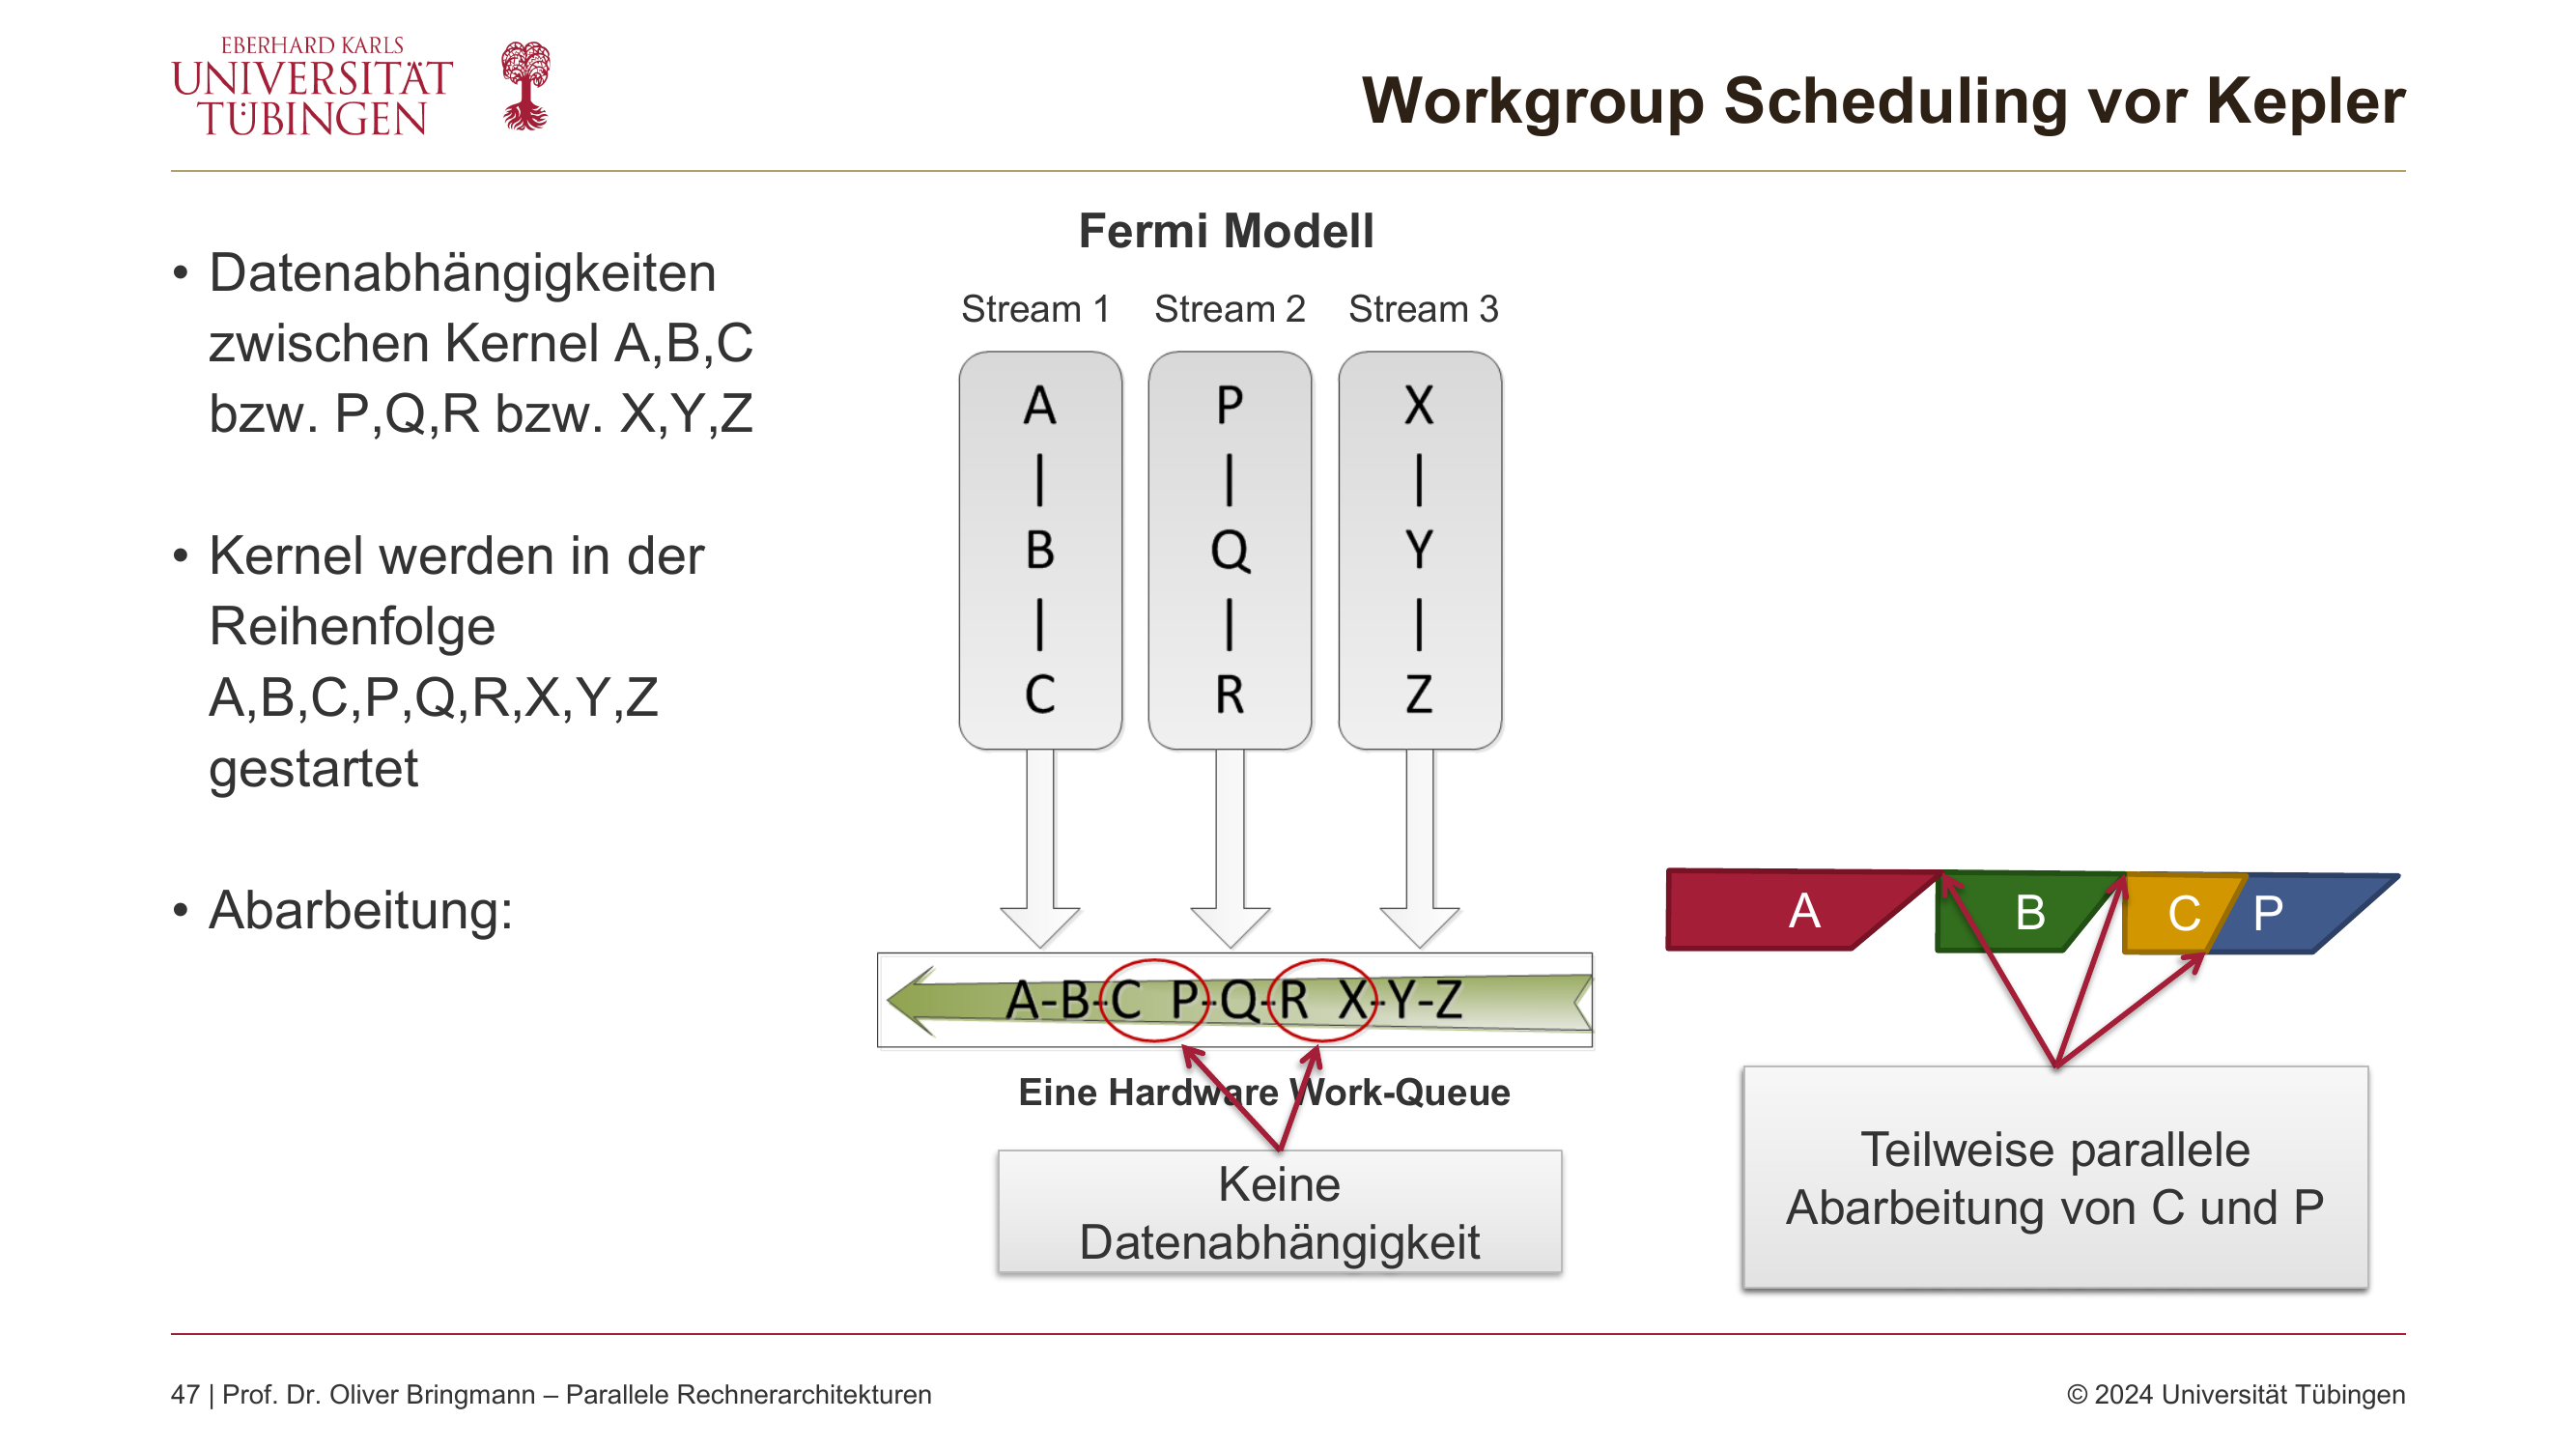 EBERHARD KARLS
UNIVERSITÄT
TÜBINGEN
Workgroup Scheduling vor Kepler
• Datenabhängigkeiten
zwischen Kernel A,B,C
bzw. P,Q,R bzw. X,Y,Z
• Kernel werden in der
Reihenfolge
A,B,C,P,Q,R,X,Y,Z
gestartet
• Abarbeitung:
Fermi Modell
Stream 1 Stream 2 Stream 3
A P X
| | |
B Q Y
| | |
C R Z
A-B-C P-Q-R X-Y-Z
Eine Hardware Work-Queue
Keine
Datenabhängigkeit
A B C P
Teilweise parallele
Abarbeitung von C und P
47 | Prof. Dr. Oliver Bringmann – Parallele Rechnerarchitekturen
© 2024 Universität Tübingen